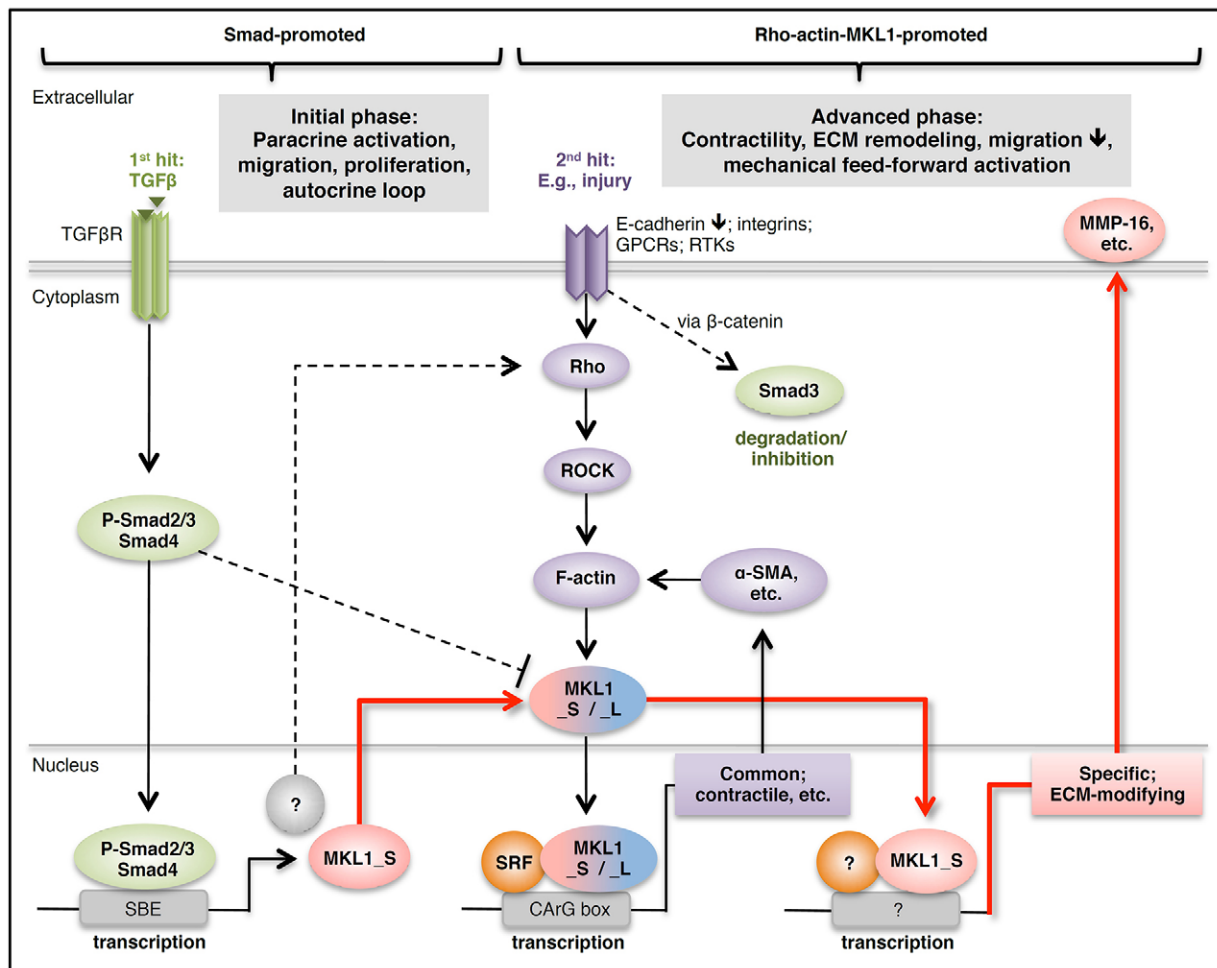 Smad-promoted
Rho-actin-MKL1-promoted
Extracellular
Initial phase:
Paracrine activation,
migration, proliferation,
autocrine loop
Advanced phase:
Contractility, ECM remodeling, migration 🡻,
mechanical feed-forward activation
1st hit:
TGFβ
2nd hit:
E.g., injury
TGFβR
E-cadherin 🡻; integrins;
GPCRs; RTKs
MMP-16,
etc.
Cytoplasm
via β-catenin
Rho
Smad3
degradation/
inhibition
ROCK
P-Smad2/3
Smad4
F-actin
α-SMA,
etc.
MKL1
_S / _L
Nucleus
?
Common;
contractile, etc.
Specific;
ECM-modifying
P-Smad2/3
Smad4
MKL1_S
SRF
MKL1
_S / _L
?
MKL1_S
SBE
CArG box
?
transcription
transcription
transcription